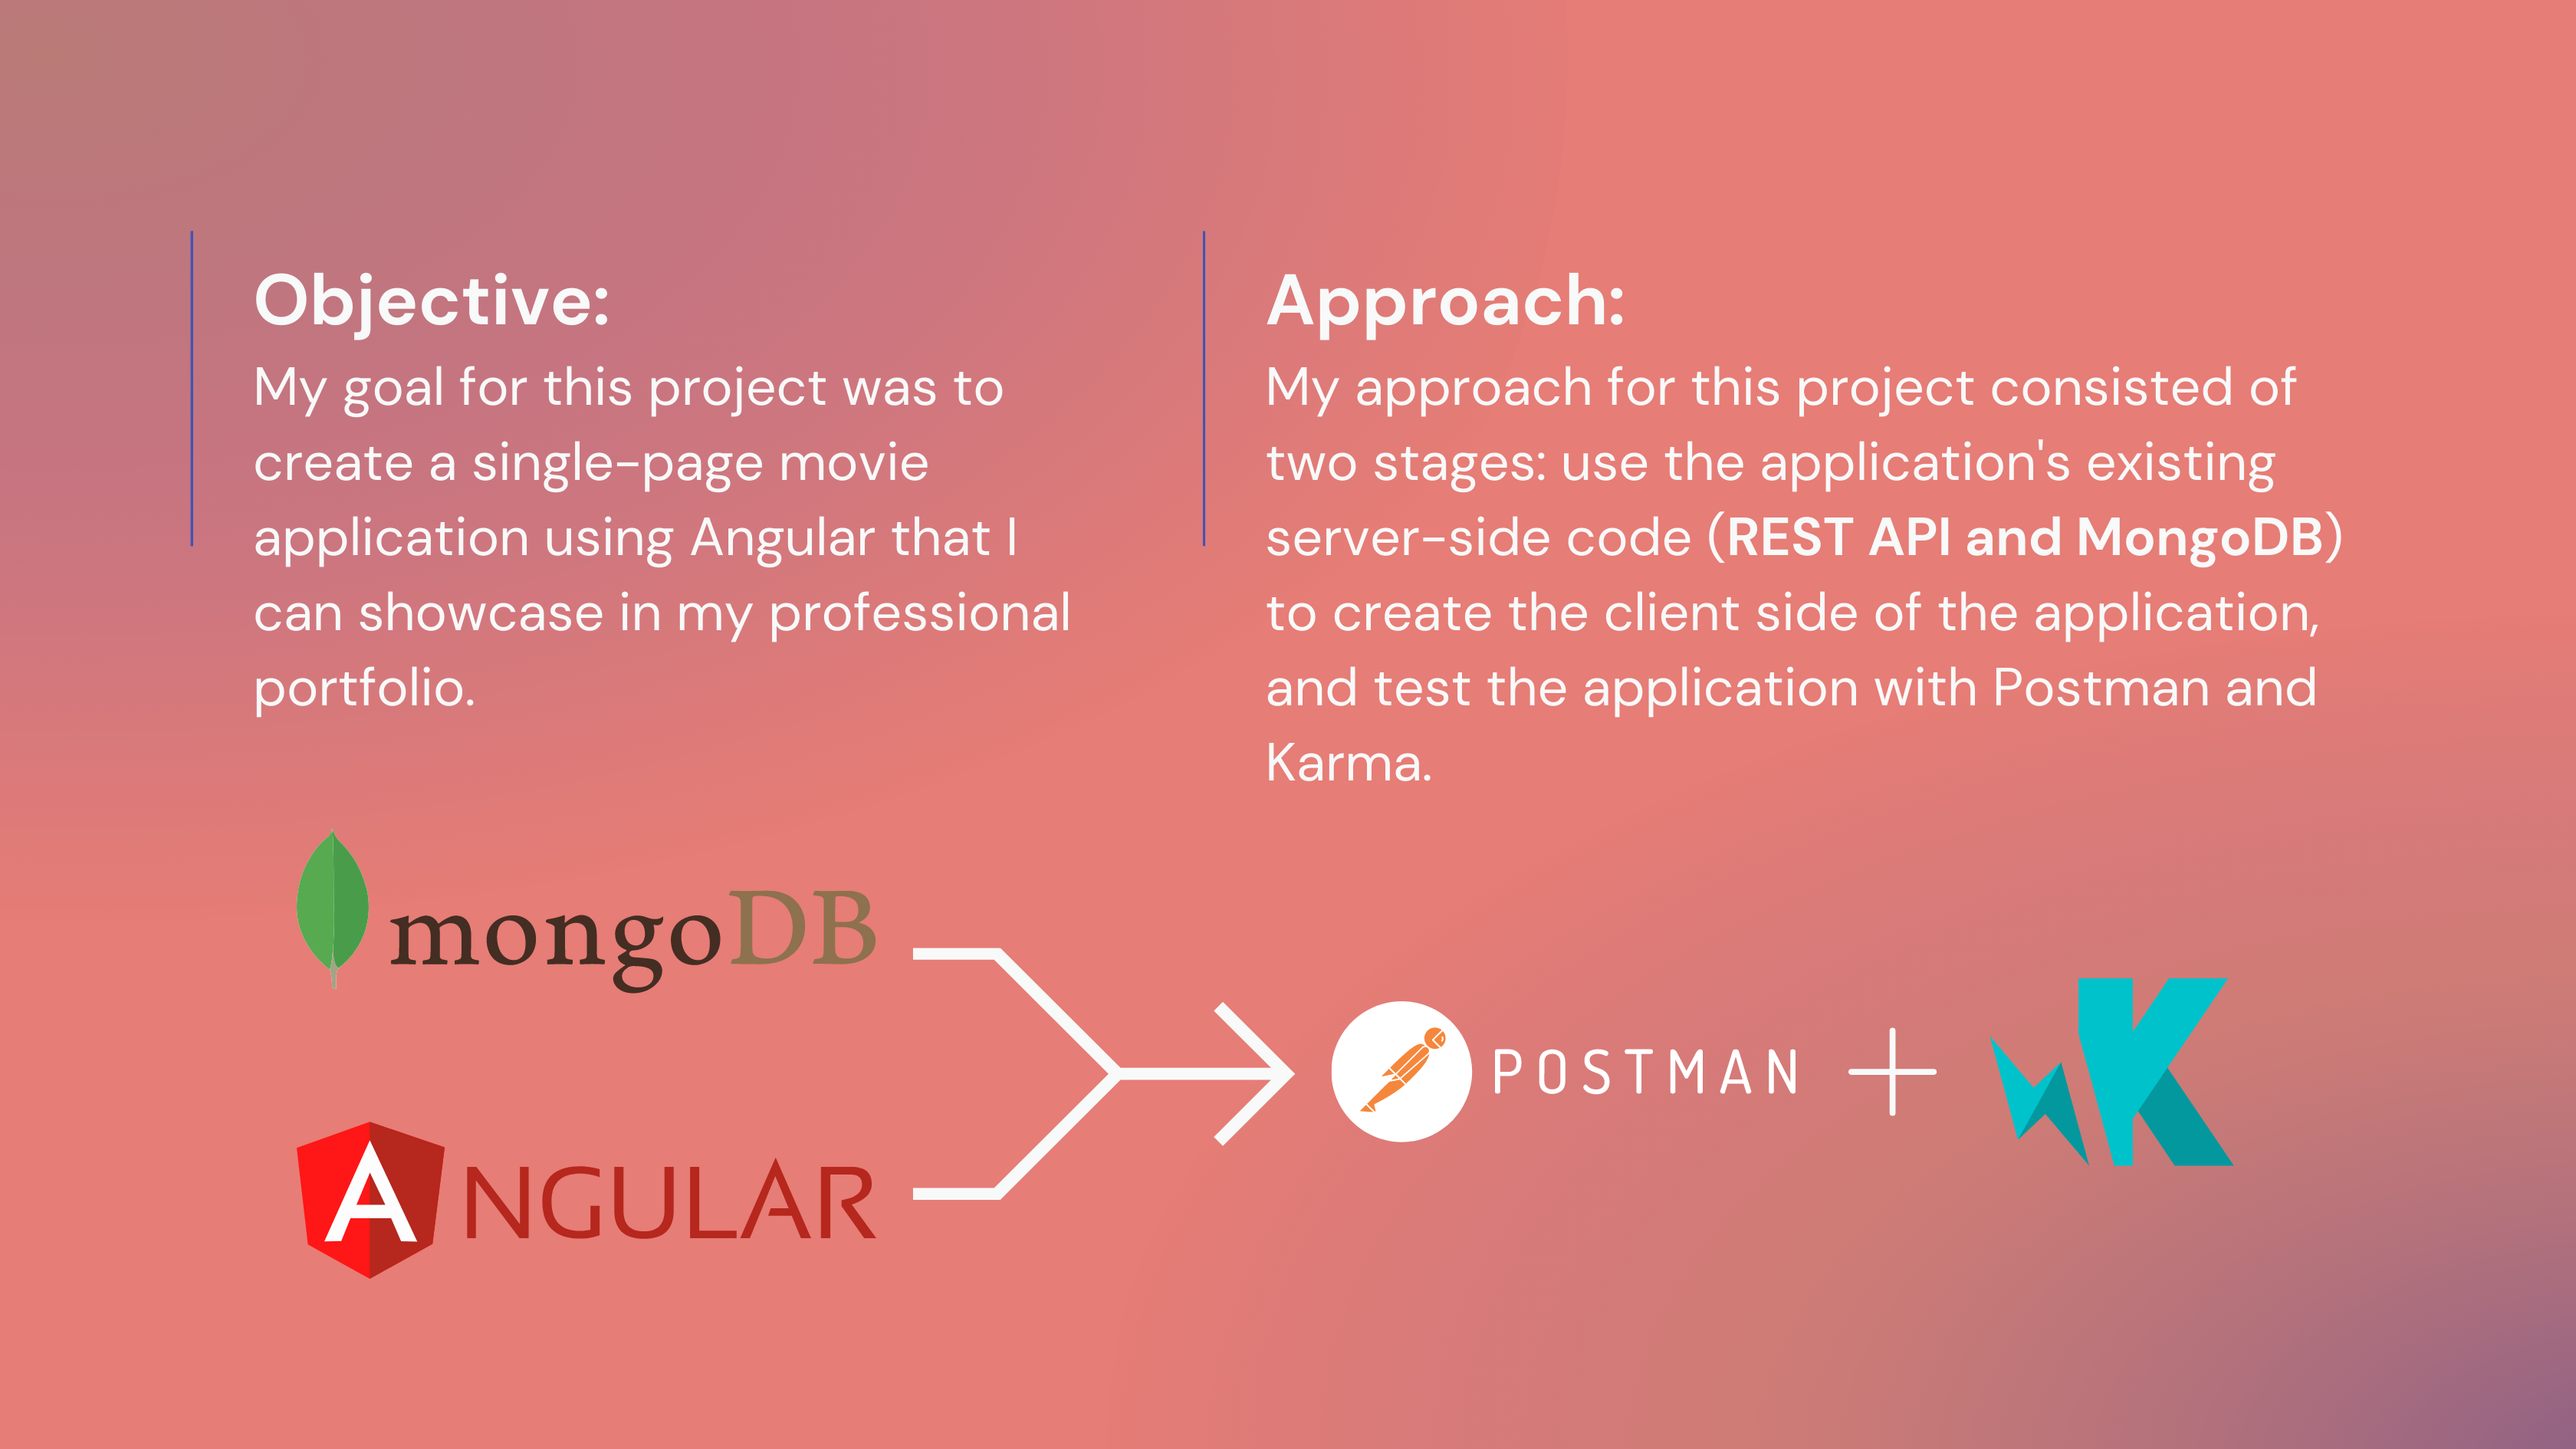 Objective:
My goal for this project was to
create a single-page movie
application using Angular that I
can showcase in my professional
portfolio.
Approach:
My approach for this project consisted of
two stages: use the application's existing
server-side code (REST API and MongoDB)
to create the client side of the application,
and test the application with Postman and
Karma.
mongoDB
ANGULAR
POSTMAN
K